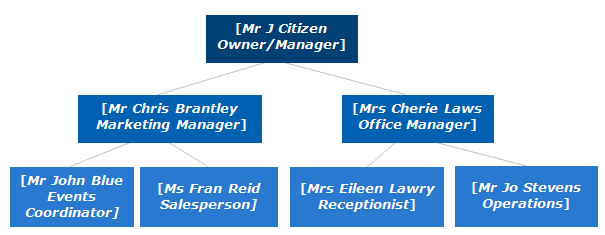 [Mr J Citizen
Owner/Manager]
[Mr Chris Brantley
Marketing Manager]
[Mrs Cherie Laws
Office Manager]
[Mr John Blue
Events
Coordinator]
[Ms Fran Reid
Salesperson]
[Mrs Eileen Lawry
Receptionist]
[Mr Jo Stevens
Operations]